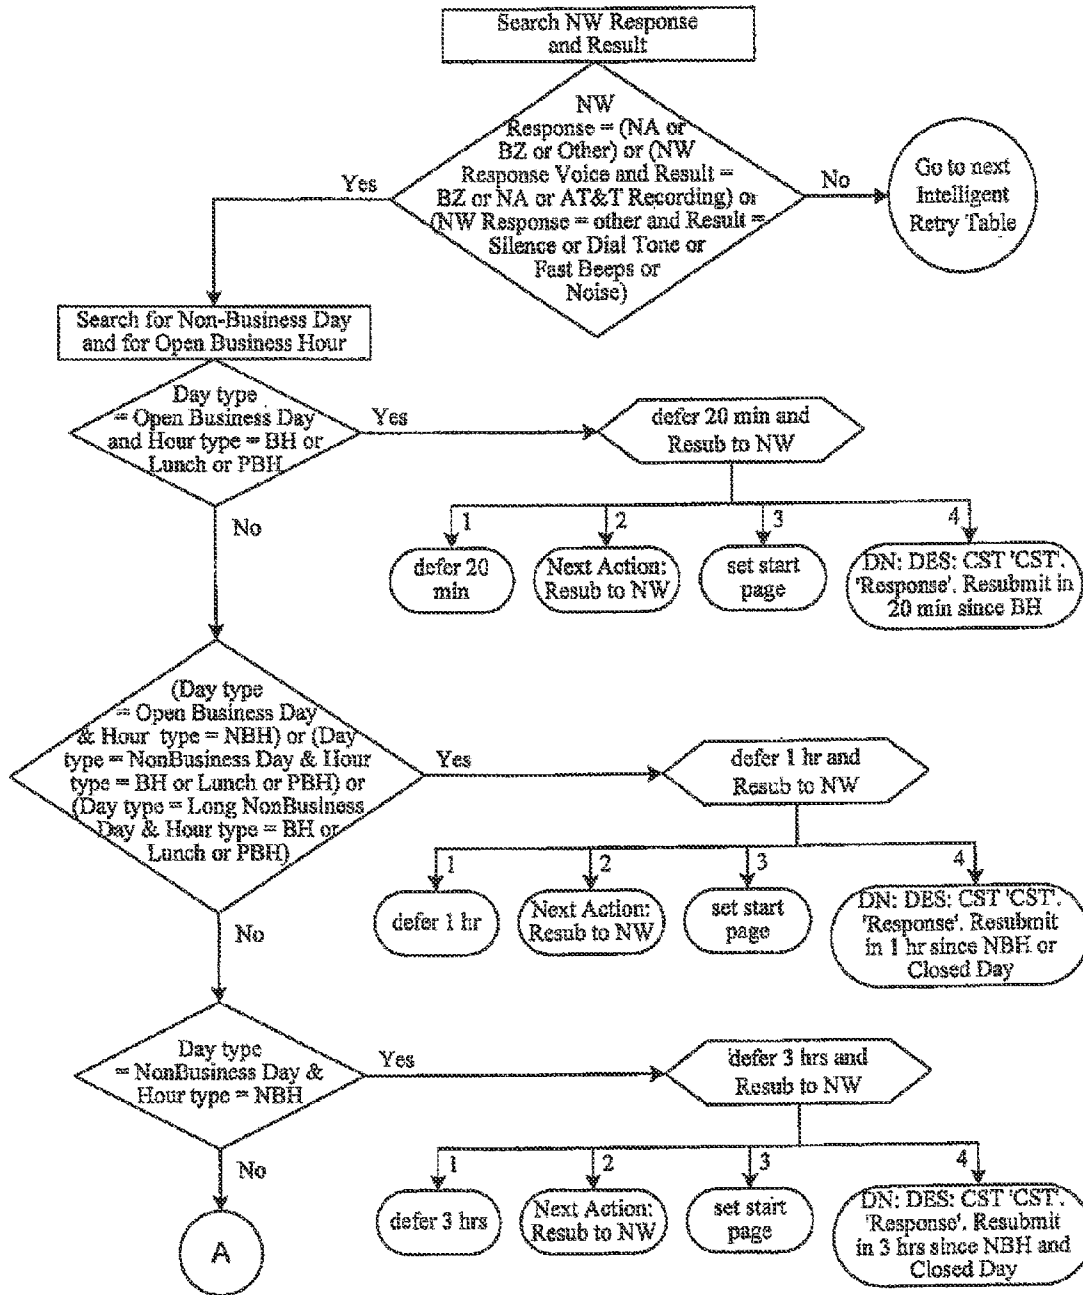 Search NW Response
and Result
NW
Response = (NA or
BZ or Other) or (NW
Response Voice and Result =
BZ or NA or AT&T Recording) or
(NW Response = other and Result =
Silence or Dial Tone or
Fast Beeps or
Noise)
Yes
No
Go to next
Intelligent
Retry Table
Search for Non-Business Day
and for Open Business Hour
Day type
= Open Business Day
and Hour type = BH or
Lunch or PBH
Yes
defer 20 min and
Resub to NW
No
1
2
3
4
defer 20
min
Next Action:
Resub to NW
set start
page
DN: DES: CST 'CST'.
'Response'. Resubmit in
20 min since BH
(Day type
= Open Business Day
& Hour type = NBH) or (Day
type = NonBusiness Day & Hour
type = BH or Lunch or PBH) or
(Day type = Long NonBusiness
Day & Hour type = BH or
Lunch or PBH)
Yes
defer 1 hr and
Resub to NW
No
1
2
3
4
defer 1 hr
Next Action:
Resub to NW
set start
page
DN: DES: CST 'CST'.
'Response'. Resubmit
in 1 hr since NBH or
Closed Day
Day type
= NonBusiness Day &
Hour type = NBH
Yes
defer 3 hrs and
Resub to NW
No
1
2
3
4
defer 3 hrs
Next Action:
Resub to NW
set start
page
DN: DES: CST 'CST'.
'Response'. Resubmit
in 3 hrs since NBH and
Closed Day
A